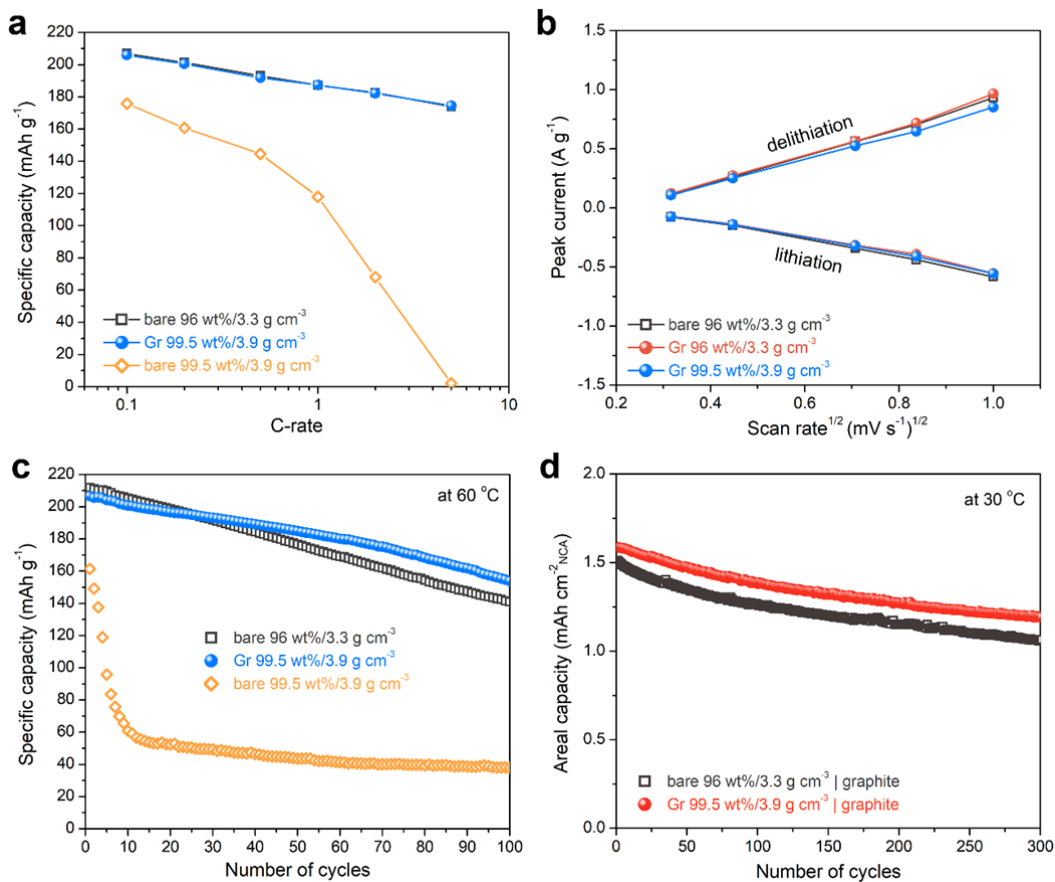 a
220
200
180
160
140
120
100
80
60
40
20
0
Specific capacity (mAh g⁻¹)
bare 96 wt%/3.3 g cm⁻³
Gr 99.5 wt%/3.9 g cm⁻³
bare 99.5 wt%/3.9 g cm⁻³
0.1 1 10
C-rate
b
1.5
1.0
0.5
0.0
-0.5
-1.0
-1.5
Peak current (A g⁻¹)
delithiation
lithiation
bare 96 wt%/3.3 g cm⁻³
Gr 96 wt%/3.3 g cm⁻³
Gr 99.5 wt%/3.9 g cm⁻³
0.2 0.4 0.6 0.8 1.0
Scan rate¹ᐟ² (mV s⁻¹)¹ᐟ²
c
220
200
180
160
140
120
100
80
60
40
20
0
Specific capacity (mAh g⁻¹)
at 60 °C
bare 96 wt%/3.3 g cm⁻³
Gr 99.5 wt%/3.9 g cm⁻³
bare 99.5 wt%/3.9 g cm⁻³
0 10 20 30 40 50 60 70 80 90 100
Number of cycles
d
2.0
1.5
1.0
0.5
0.0
Areal capacity (mAh cm⁻²NCA)
at 30 °C
bare 96 wt%/3.3 g cm⁻³ | graphite
Gr 99.5 wt%/3.9 g cm⁻³ | graphite
0 50 100 150 200 250 300
Number of cycles